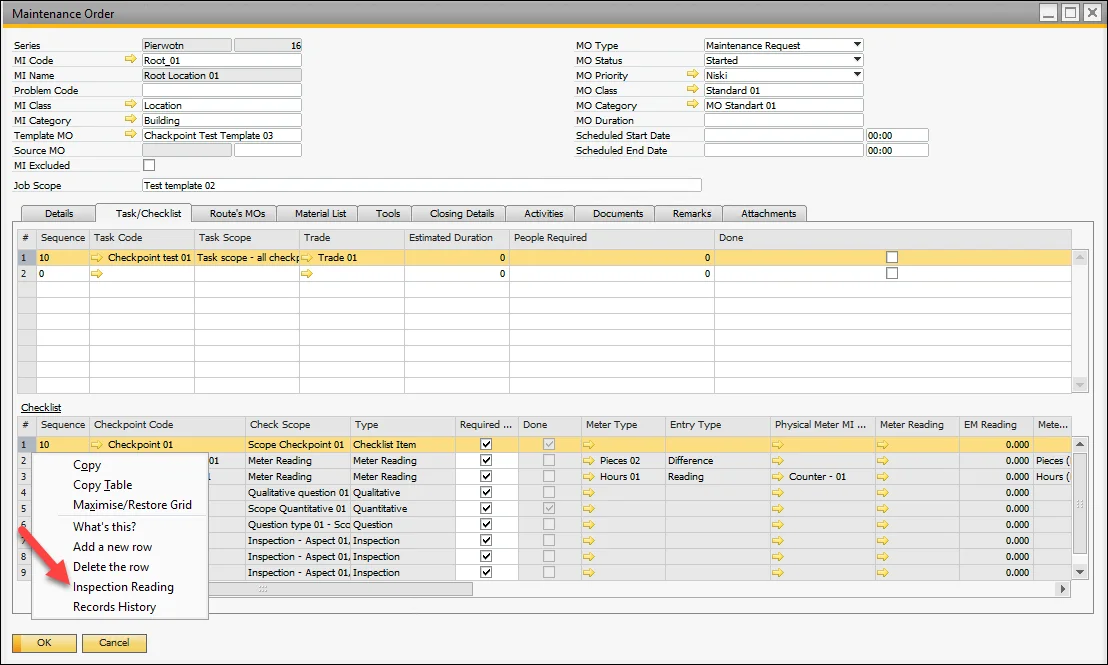 Maintenance Order
Series Pierwotn 16
MI Code Root_01
MI Name Root Location 01
Problem Code
MI Class Location
MI Category Building
Template MO Chackpoint Test Template 03
Source MO
MI Excluded
Job Scope Test template 02
MO Type Maintenance Request
MO Status Started
MO Priority Niski
MO Class Standard 01
MO Category MO Standart 01
MO Duration
Scheduled Start Date 00:00
Scheduled End Date 00:00
Details Task/Checklist Route's MOs Material List Tools Closing Details Activities Documents Remarks Attachments
# Sequence Task Code Task Scope Trade Estimated Duration People Required Done
1 10 Checkpoint test 01 Task scope - all checkp Trade 01 0 0
2 0 0 0
Checklist
# Sequence Checkpoint Code Check Scope Type Required ... Done Meter Type Entry Type Physical Meter MI ... Meter Reading EM Reading Mete...
1 10 Checkpoint 01 Scope Checkpoint 01 Checklist Item 0.000
2 01 Meter Reading Meter Reading Pieces 02 Difference 0.000 Pieces (
3 Meter Reading Meter Reading Hours 01 Reading Counter - 01 0.000 Hours (
4 Qualitative question 01 Qualitative 0.000
5 Scope Quantitative 01 Quantitative 0.000
6 Question type 01 - Sco Question 0.000
7 Inspection - Aspect 01, Inspection 0.000
8 Inspection - Aspect 01, Inspection 0.000
9 Inspection - Aspect 01, Inspection 0.000
Copy
Copy Table
Maximise/Restore Grid
What's this?
Add a new row
Delete the row
Inspection Reading
Records History
OK Cancel